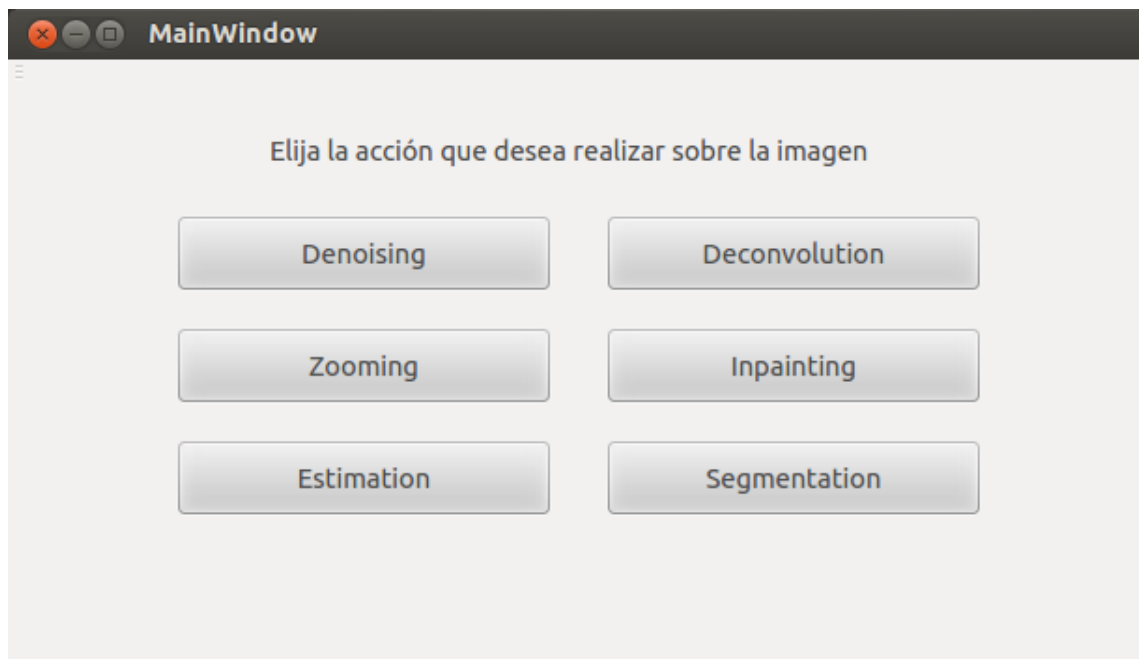 MainWindow
Elija la acción que desea realizar sobre la imagen
Denoising Deconvolution
Zooming Inpainting
Estimation Segmentation